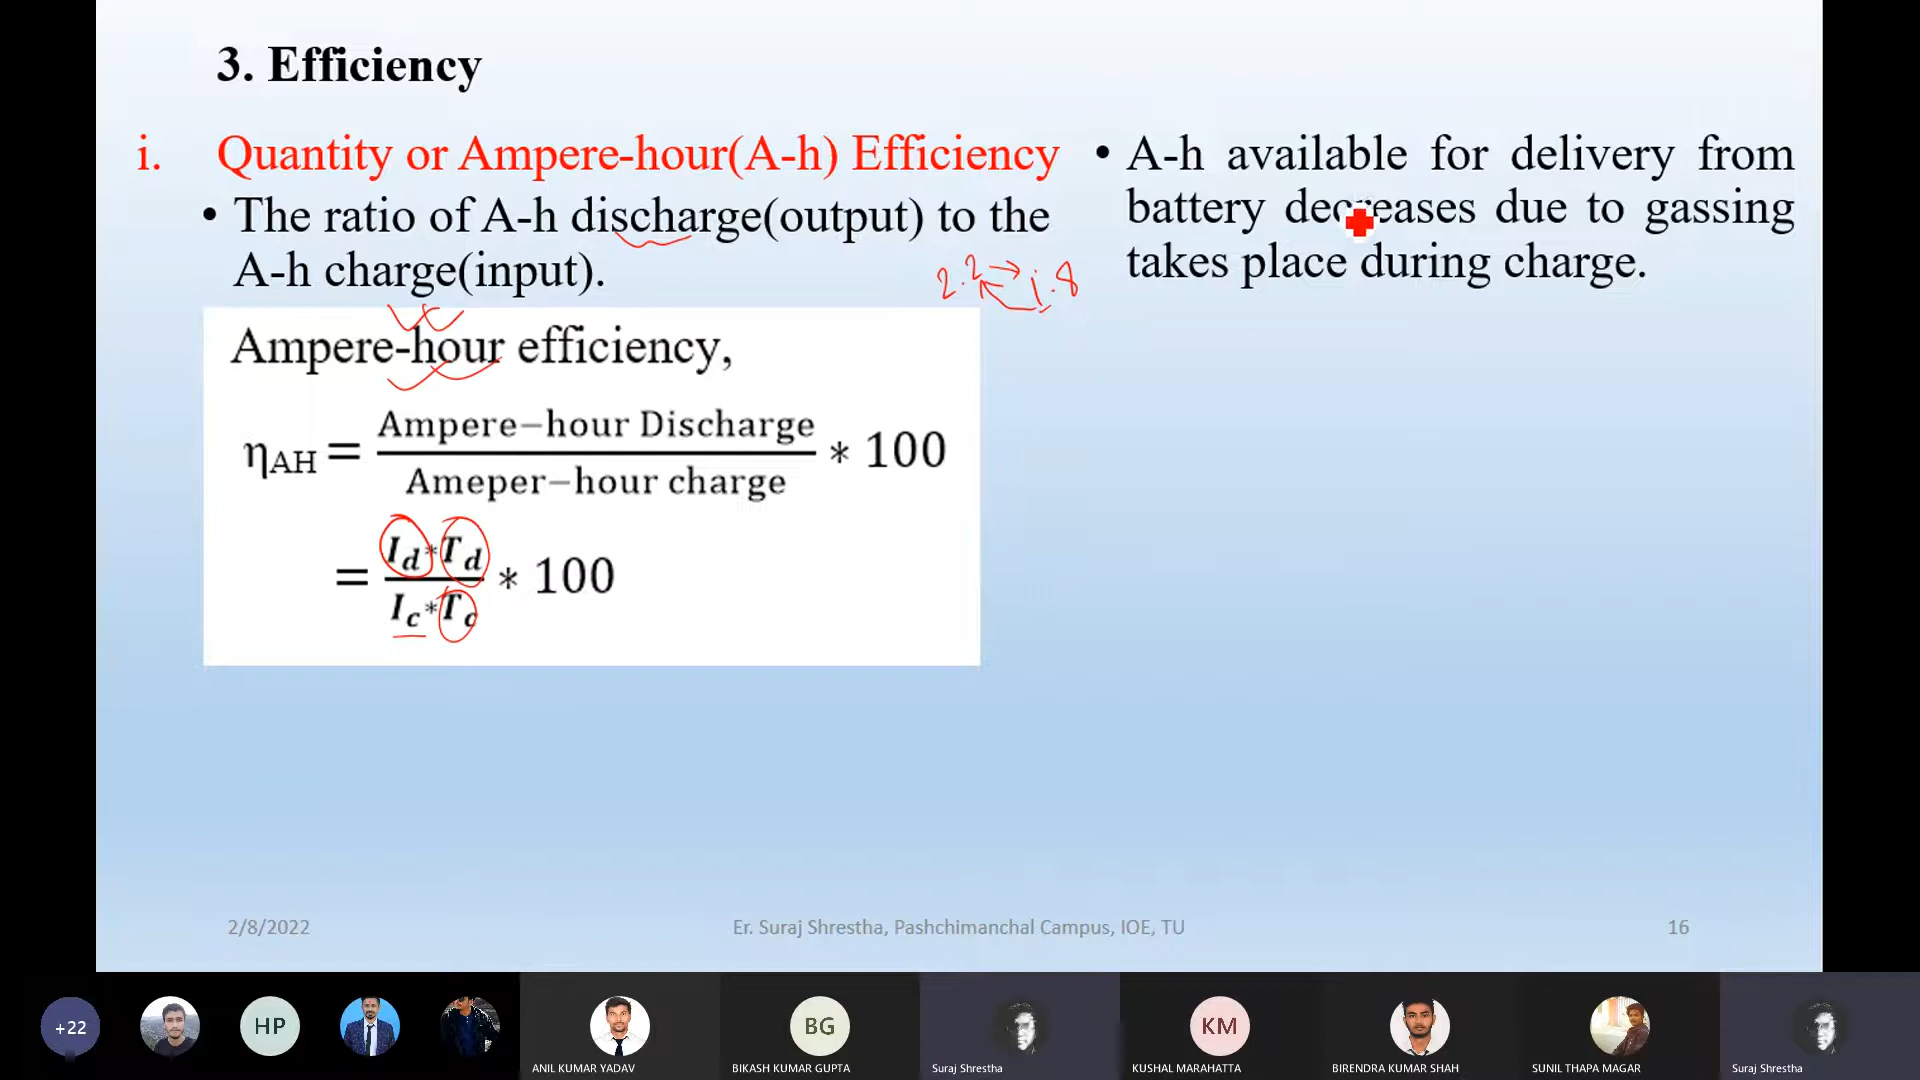 3. Efficiency
i. Quantity or Ampere-hour(A-h) Efficiency
• The ratio of A-h discharge(output) to the
A-h charge(input).
2.2 → 1.8
Ampere-hour efficiency,
ηAH = Ampere−hour Discharge / Ameper−hour charge * 100
= Id*Td / Ic*Tc * 100
• A-h available for delivery from
battery decreases due to gassing
takes place during charge.
2/8/2022
Er. Suraj Shrestha, Pashchimanchal Campus, IOE, TU
16
+22
HP
ANIL KUMAR YADAV
BG
BIKASH KUMAR GUPTA
Suraj Shrestha
KM
KUSHAL MARAHATTA
BIRENDRA KUMAR SHAH
SUNIL THAPA MAGAR
Suraj Shrestha